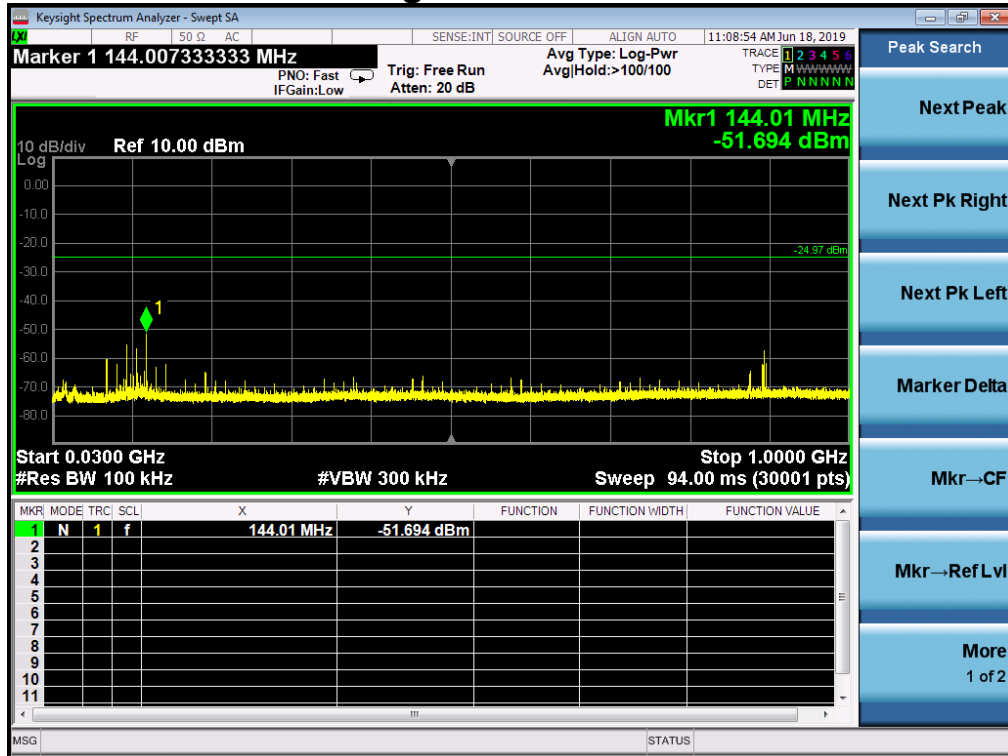 Keysight Spectrum Analyzer - Swept SA
LXI RF 50 Ω AC SENSE:INT SOURCE OFF ALIGN AUTO 11:08:54 AM Jun 18, 2019
Marker 1 144.007333333 MHz
PNO: Fast
IFGain:Low
Trig: Free Run
Atten: 20 dB
Avg Type: Log-Pwr
Avg|Hold:>100/100
TRACE 1 2 3 4 5 6
TYPE M WWWWW
DET P N N N N N
Mkr1 144.01 MHz
-51.694 dBm
10 dB/div Ref 10.00 dBm
Log
0.00
-10.0
-20.0
-24.97 dBm
-30.0
-40.0
1
-50.0
-60.0
-70.0
-80.0
Start 0.0300 GHz Stop 1.0000 GHz
#Res BW 100 kHz #VBW 300 kHz Sweep 94.00 ms (30001 pts)
MKR MODE TRC SCL X Y FUNCTION FUNCTION WIDTH FUNCTION VALUE
1 N 1 f 144.01 MHz -51.694 dBm
2
3
4
5
6
7
8
9
10
11
MSG STATUS
Peak Search
Next Peak
Next Pk Right
Next Pk Left
Marker Delta
Mkr→CF
Mkr→Ref Lvl
More
1 of 2